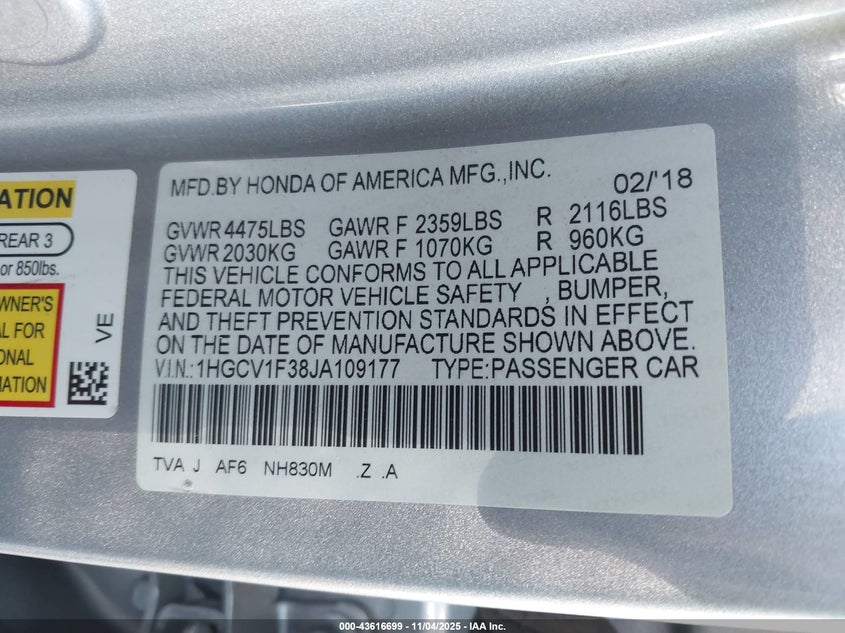 ATION
REAR 3
or 850lbs.
OWNER'S
AL FOR
ONAL
MATION
VE
MFD.BY HONDA OF AMERICA MFG.,INC. 02/'18
GVWR 4475LBS GAWR F 2359LBS R 2116LBS
GVWR 2030KG GAWR F 1070KG R 960KG
THIS VEHICLE CONFORMS TO ALL APPLICABLE
FEDERAL MOTOR VEHICLE SAFETY , BUMPER,
AND THEFT PREVENTION STANDARDS IN EFFECT
ON THE DATE OF MANUFACTURE SHOWN ABOVE.
V.I.N.:1HGCV1F38JA109177 TYPE:PASSENGER CAR
TVA J AF6 NH830M .Z .A
000-43616699 - 11/04/2025 - IAA Inc.